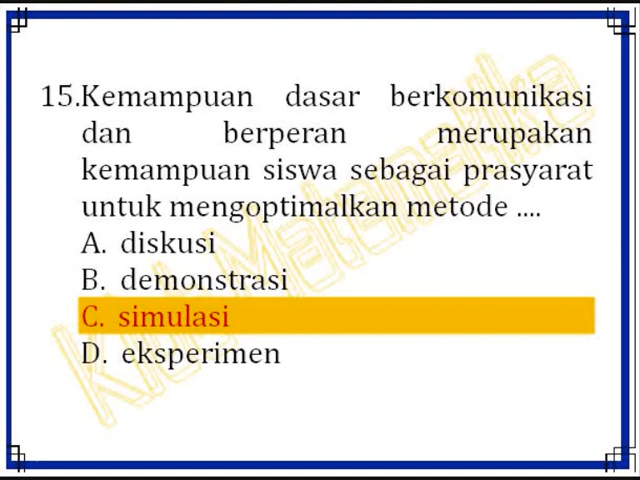 15.Kemampuan dasar berkomunikasi
dan berperan merupakan
kemampuan siswa sebagai prasyarat
untuk mengoptimalkan metode ....
A. diskusi
B. demonstrasi
C. simulasi
D. eksperimen